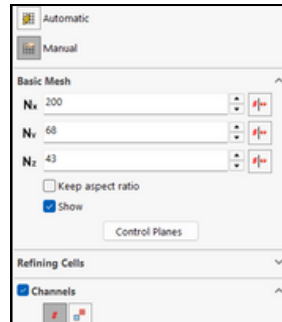 Automatic
Manual
Basic Mesh
Nx 200
Ny 68
Nz 43
Keep aspect ratio
Show
Control Planes
Refining Cells
Channels